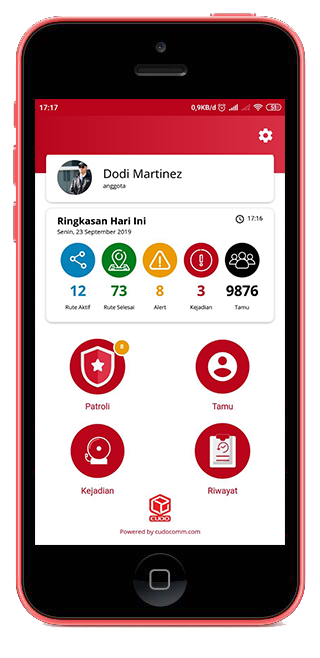 17:17
0,9KB/d
51
Dodi Martinez
anggota
Ringkasan Hari Ini
17:16
Senin, 23 September 2019
12
73
8
3
9876
Rute Aktif
Rute Selesai
Alert
Kejadian
Tamu
8
Patroli
Tamu
Kejadian
Riwayat
CUDO
Powered by cudocomm.com